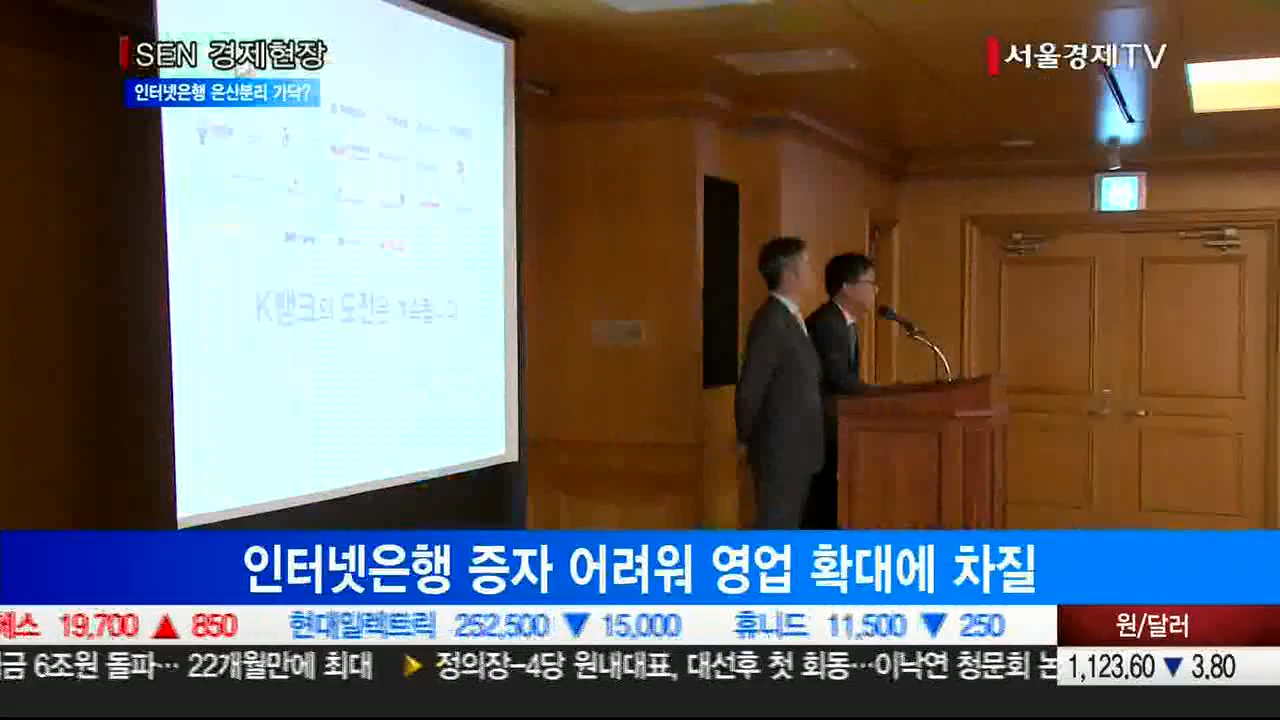 SEN 경제현장
서울경제TV
인터넷은행 은산분리 가닥?
K뱅크의 도전은 계속됩니다
인터넷은행 증자 어려워 영업 확대에 차질
19,700 ▲ 850 현대일렉트릭 252,500 ▼ 15,000 휴니드 11,500 ▼ 250
원/달러
6조원 돌파… 22개월만에 최대 ▶ 정의장-4당 원내대표, 대선후 첫 회동…이낙연 청문회
1,123.60 ▼ 3.80